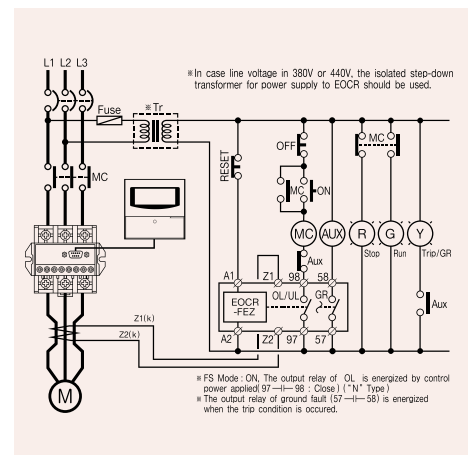 L1 L2 L3
※In case line voltage in 380V or 440V, the isolated step-down
transformer for power supply to EOCR should be used.
Fuse
※Tr
RESET
OFF
MC
MC
ON
MC
AUX
R
G
Y
Stop
Run
Trip/GR
Aux
A1
Z1
98
58
Aux
EOCR
-FEZ
OL/UL
GR
A2
Z2
97
57
Z1(k)
Z2(k)
M
※ FS Mode : ON, The output relay of OL is energized by control
power applied(97 ⊣⊢ 98 : Close) ("N" Type)
※ The output relay of ground fault (57 ⊣⊢ 58) is energized
when the trip condition is occured.